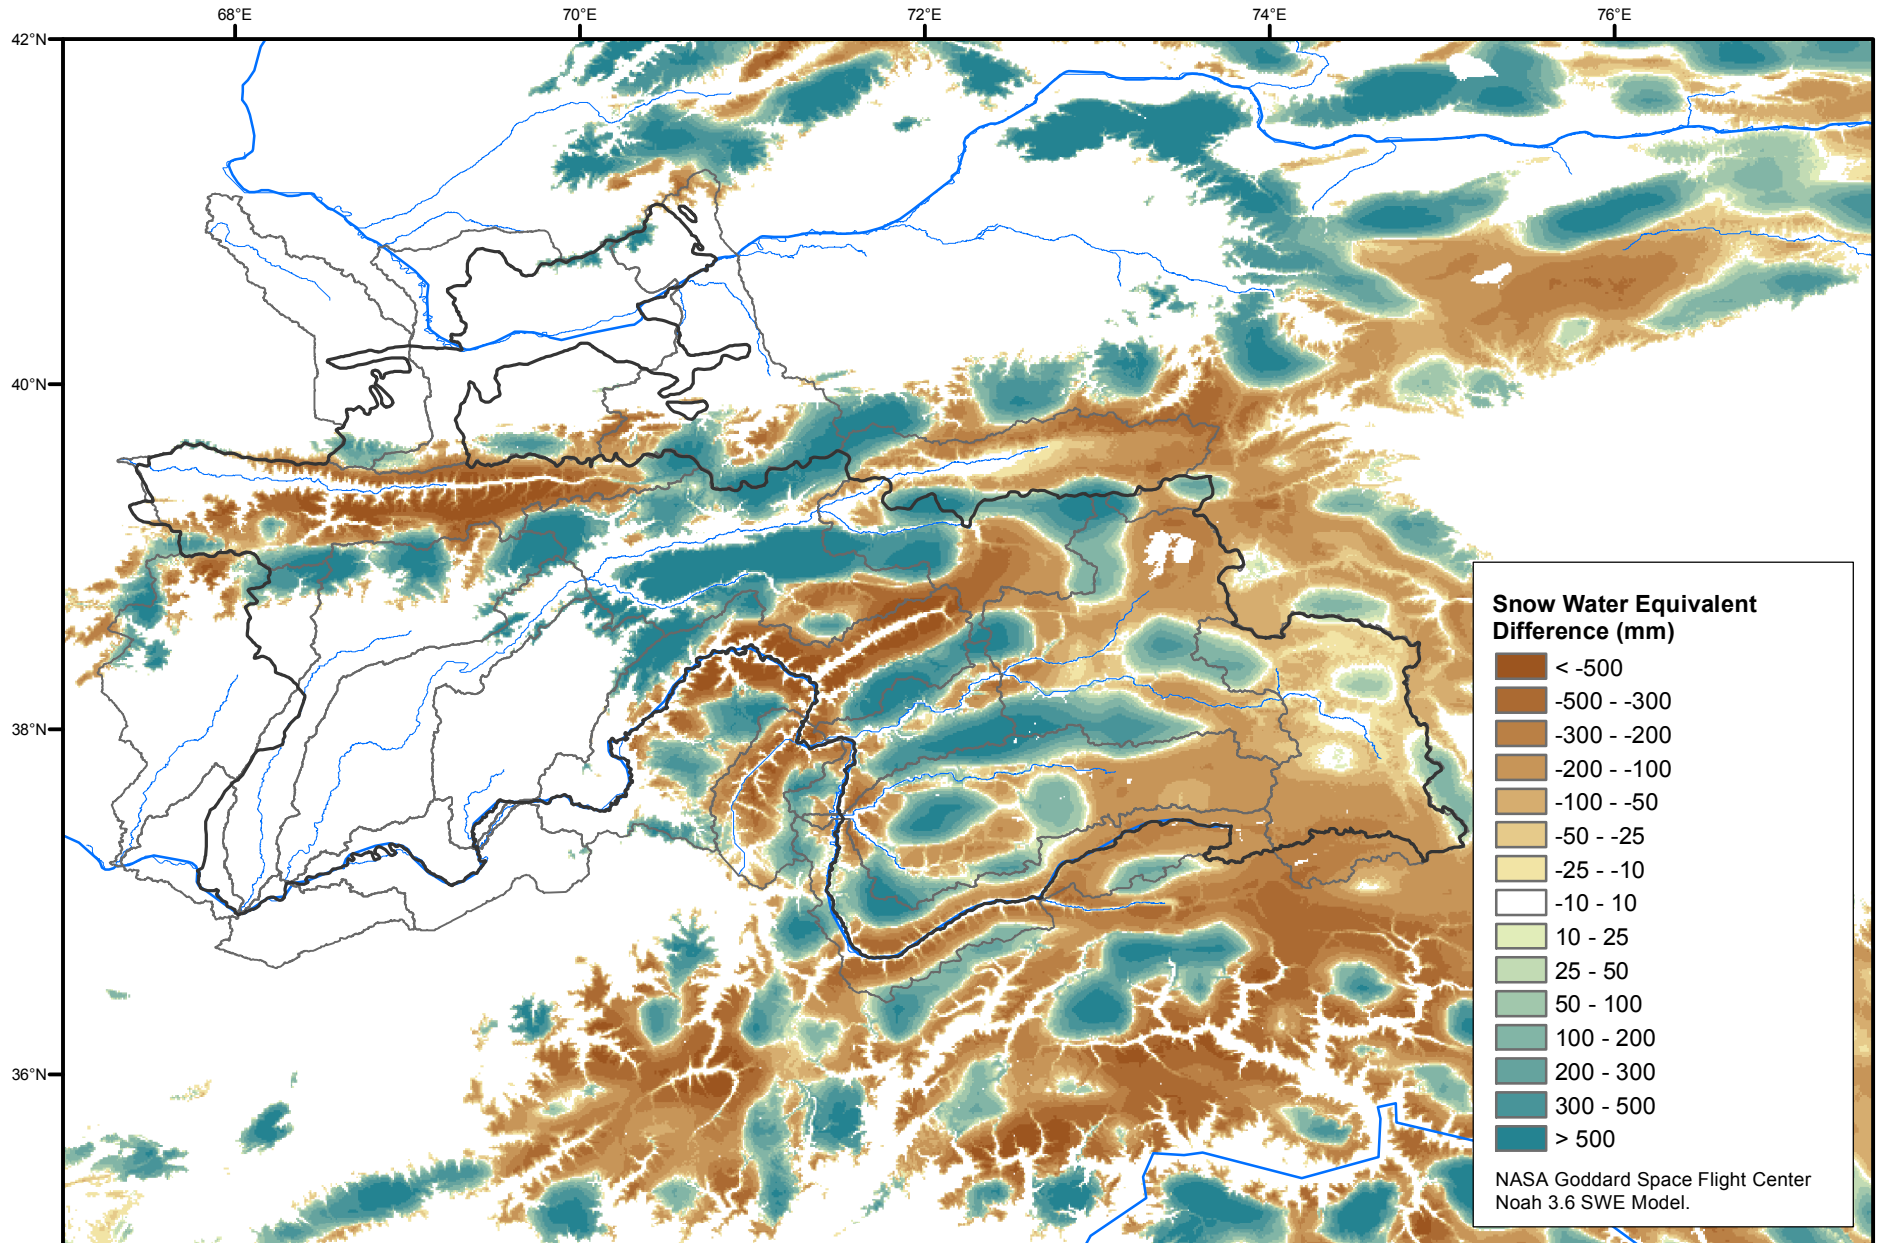 68°E
70°E
72°E
74°E
76°E
42°N
40°N
38°N
36°N
Snow Water Equivalent
Difference (mm)
< -500
-500 - -300
-300 - -200
-200 - -100
-100 - -50
-50 - -25
-25 - -10
-10 - 10
10 - 25
25 - 50
50 - 100
100 - 200
200 - 300
300 - 500
> 500
NASA Goddard Space Flight Center
Noah 3.6 SWE Model.